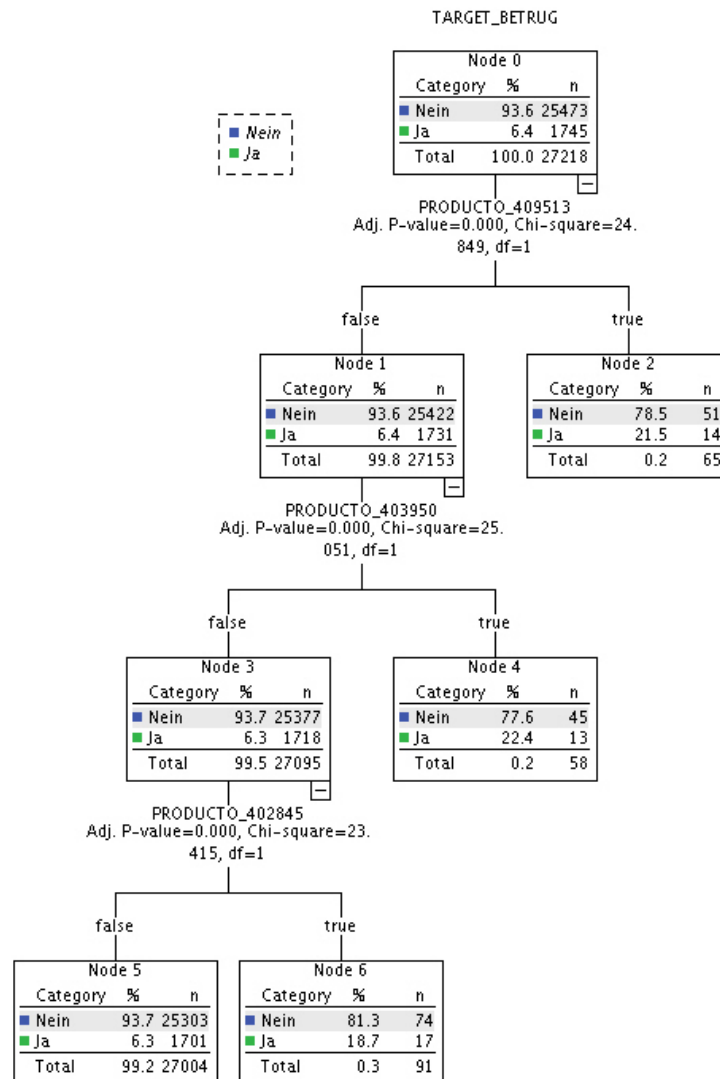 TARGET_BETRUG
Node 0
Category % n
Nein 93.6 25473
Ja 6.4 1745
Total 100.0 27218
Nein
Ja
PRODUCTO_409513
Adj. P-value=0.000, Chi-square=24.
849, df=1
false
true
Node 1
Category % n
Nein 93.6 25422
Ja 6.4 1731
Total 99.8 27153
Node 2
Category % n
Nein 78.5 51
Ja 21.5 14
Total 0.2 65
PRODUCTO_403950
Adj. P-value=0.000, Chi-square=25.
051, df=1
false
true
Node 3
Category % n
Nein 93.7 25377
Ja 6.3 1718
Total 99.5 27095
Node 4
Category % n
Nein 77.6 45
Ja 22.4 13
Total 0.2 58
PRODUCTO_402845
Adj. P-value=0.000, Chi-square=23.
415, df=1
false
true
Node 5
Category % n
Nein 93.7 25303
Ja 6.3 1701
Total 99.2 27004
Node 6
Category % n
Nein 81.3 74
Ja 18.7 17
Total 0.3 91